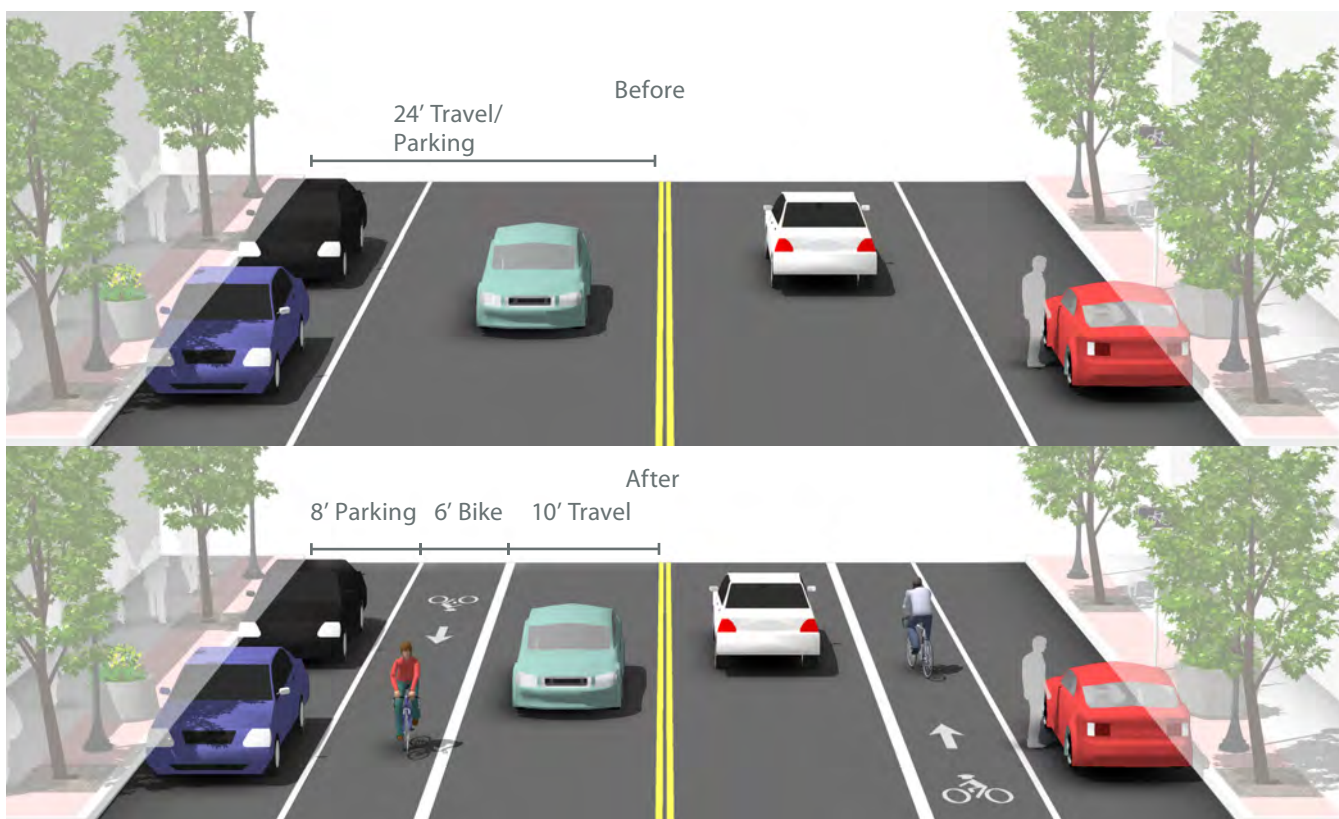 Before
24’ Travel/
Parking
After
8’ Parking 6’ Bike 10’ Travel